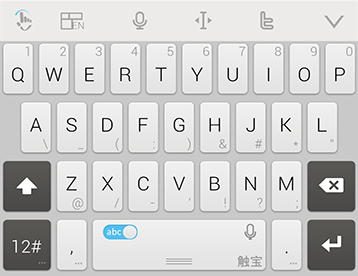 EN
1 2 3 4 5 6 7 8 9 0
Q W E R T Y U I O P
A S D F G H J K L
\ _ ( : ) & # * "
Z X C V B N M
@ / - ' ? ! ;
12# ... , abc 触宝 . ... ...